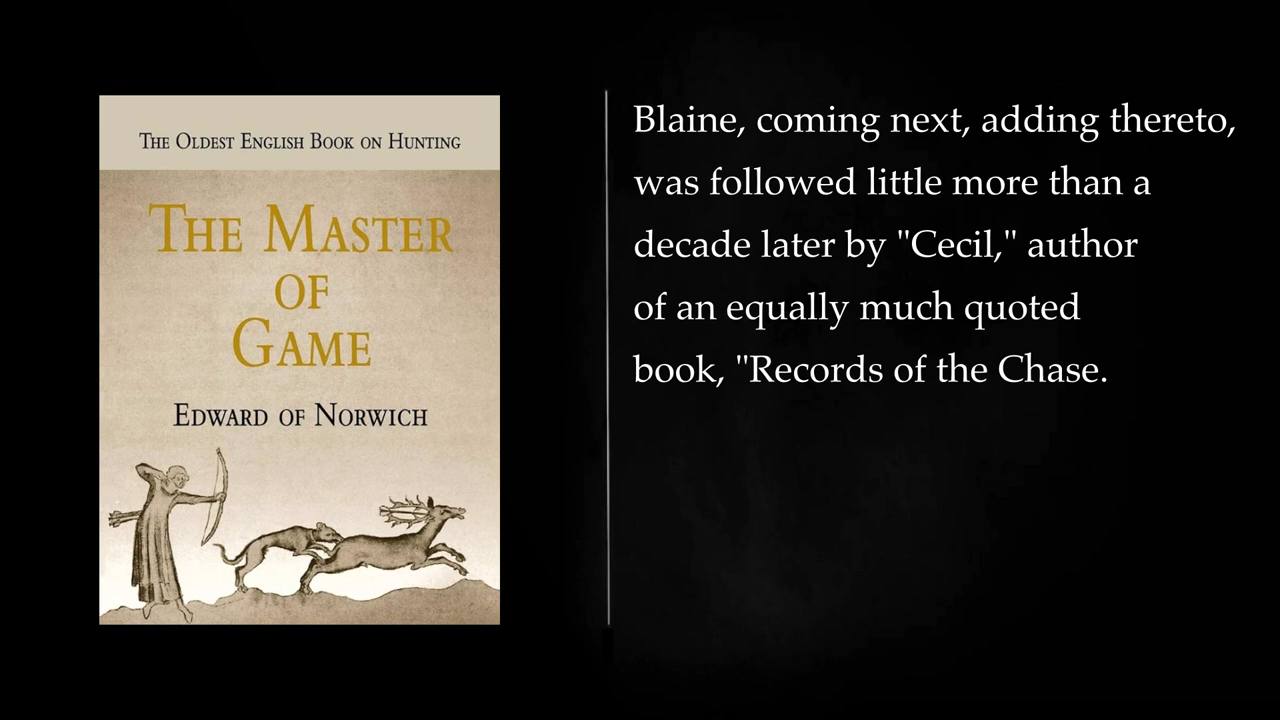 The Oldest English Book on Hunting
The Master
of
Game
Edward of Norwich
Blaine, coming next, adding thereto,
was followed little more than a
decade later by "Cecil," author
of an equally much quoted
book, "Records of the Chase.